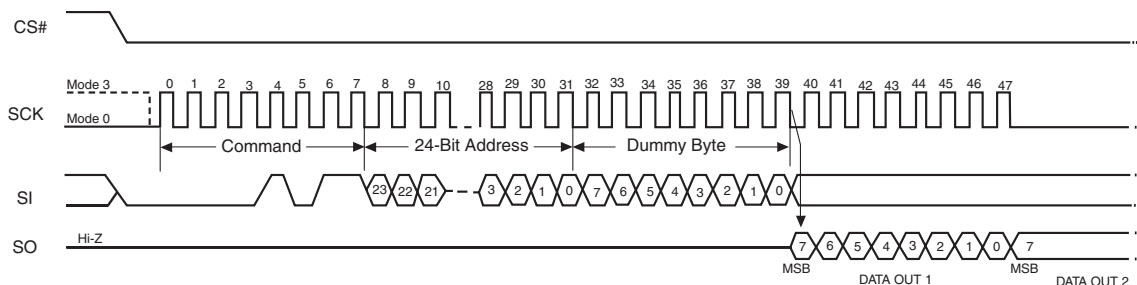 CS#
Mode 3
0 1 2 3 4 5 6 7 8 9 10 28 29 30 31 32 33 34 35 36 37 38 39 40 41 42 43 44 45 46 47
SCK
Mode 0
Command
24-Bit Address
Dummy Byte
SI
23 22 21 3 2 1 0 7 6 5 4 3 2 1 0
SO
Hi-Z
7 6 5 4 3 2 1 0 7
MSB
DATA OUT 1
MSB
DATA OUT 2